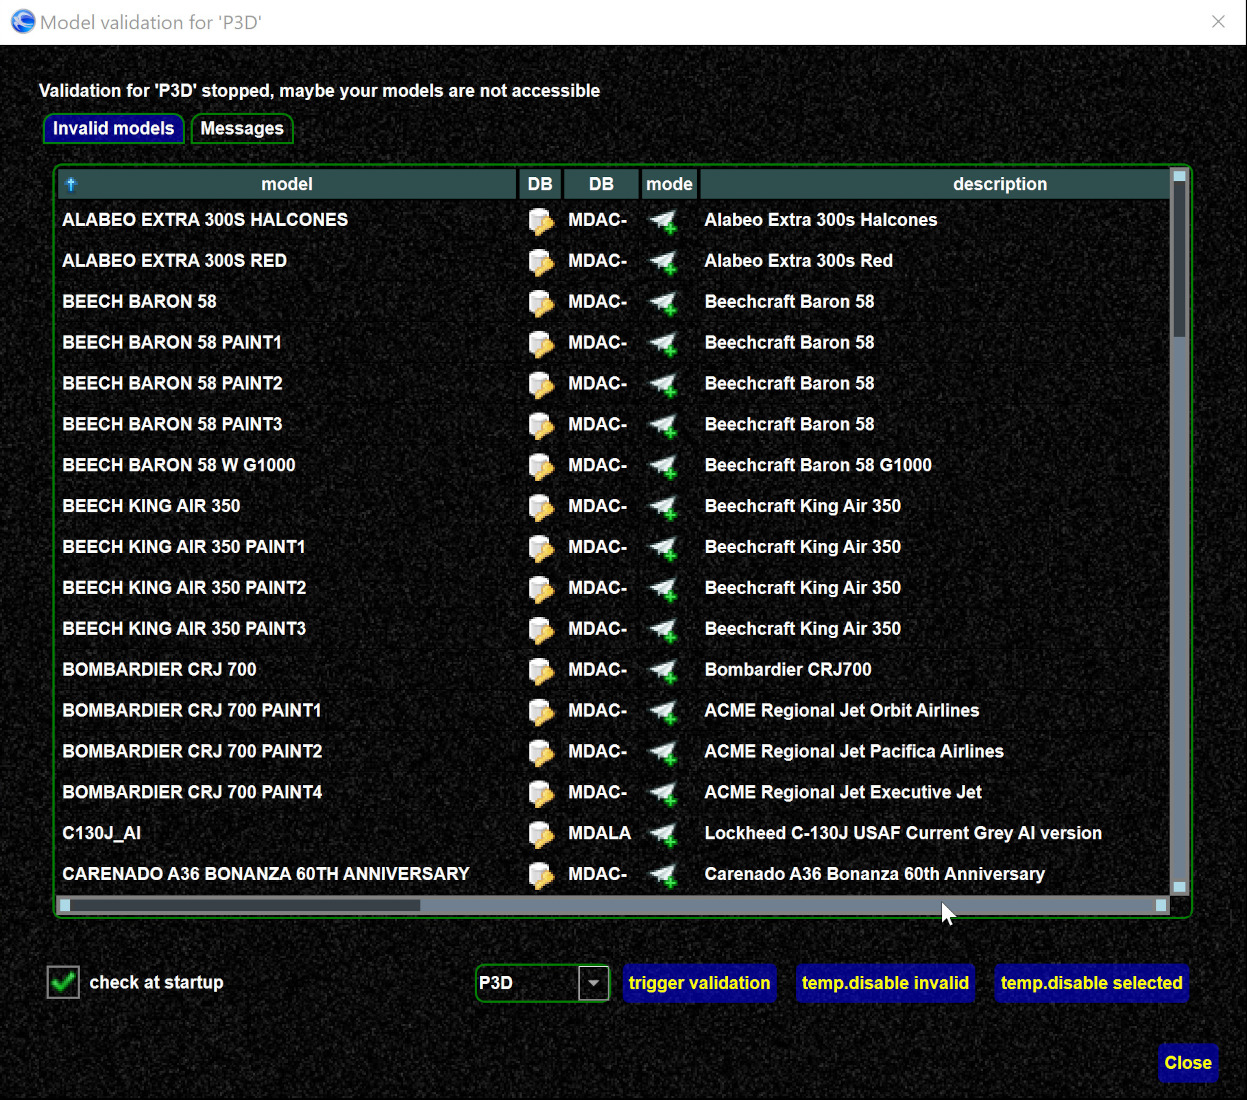 Model validation for 'P3D'
Validation for 'P3D' stopped, maybe your models are not accessible
Invalid models Messages
model DB DB mode description
ALABEO EXTRA 300S HALCONES MDAC- Alabeo Extra 300s Halcones
ALABEO EXTRA 300S RED MDAC- Alabeo Extra 300s Red
BEECH BARON 58 MDAC- Beechcraft Baron 58
BEECH BARON 58 PAINT1 MDAC- Beechcraft Baron 58
BEECH BARON 58 PAINT2 MDAC- Beechcraft Baron 58
BEECH BARON 58 PAINT3 MDAC- Beechcraft Baron 58
BEECH BARON 58 W G1000 MDAC- Beechcraft Baron 58 G1000
BEECH KING AIR 350 MDAC- Beechcraft King Air 350
BEECH KING AIR 350 PAINT1 MDAC- Beechcraft King Air 350
BEECH KING AIR 350 PAINT2 MDAC- Beechcraft King Air 350
BEECH KING AIR 350 PAINT3 MDAC- Beechcraft King Air 350
BOMBARDIER CRJ 700 MDAC- Bombardier CRJ700
BOMBARDIER CRJ 700 PAINT1 MDAC- ACME Regional Jet Orbit Airlines
BOMBARDIER CRJ 700 PAINT2 MDAC- ACME Regional Jet Pacifica Airlines
BOMBARDIER CRJ 700 PAINT4 MDAC- ACME Regional Jet Executive Jet
C130J_AI MDALA Lockheed C-130J USAF Current Grey AI version
CARENADO A36 BONANZA 60TH ANNIVERSARY MDAC- Carenado A36 Bonanza 60th Anniversary
check at startup P3D trigger validation temp.disable invalid temp.disable selected
Close